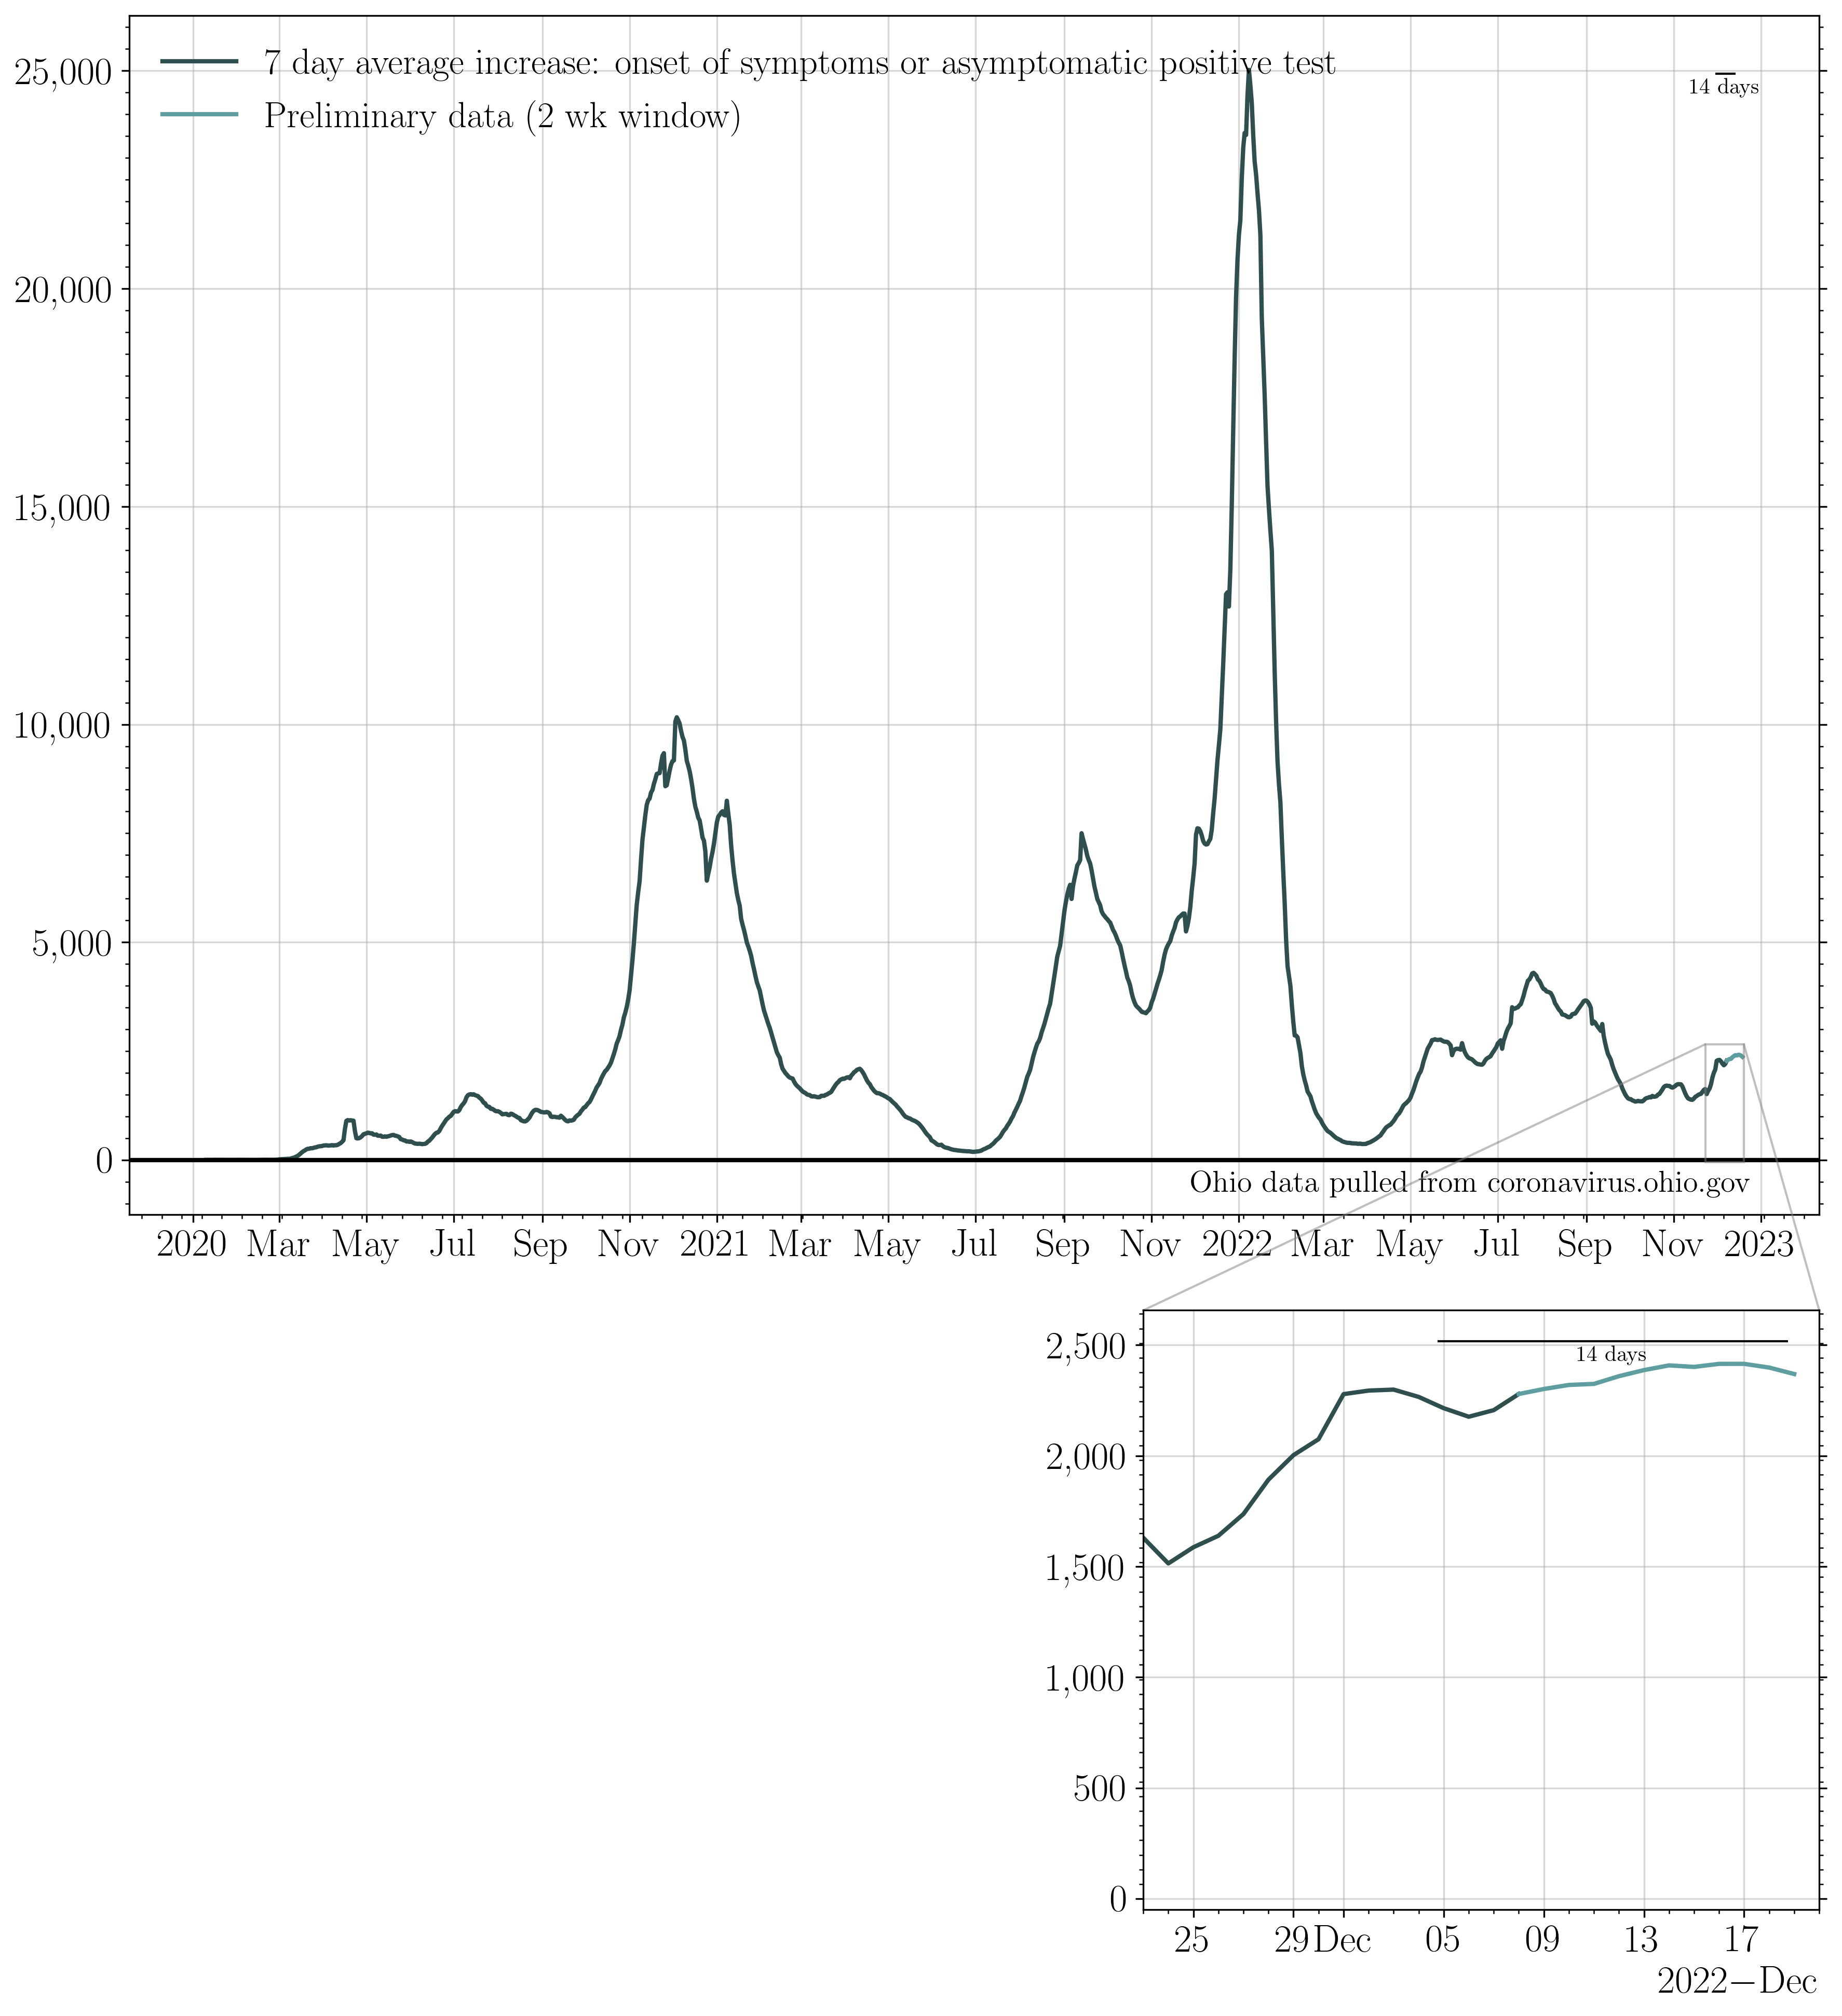 7 day average increase: onset of symptoms or asymptomatic positive test
Preliminary data (2 wk window)
14 days
25,000
20,000
15,000
10,000
5,000
0
Ohio data pulled from coronavirus.ohio.gov
2020 Mar May Jul Sep Nov 2021 Mar May Jul Sep Nov 2022 Mar May Jul Sep Nov 2023
14 days
2,500
2,000
1,500
1,000
500
0
25 29 Dec 05 09 13 17
2022−Dec